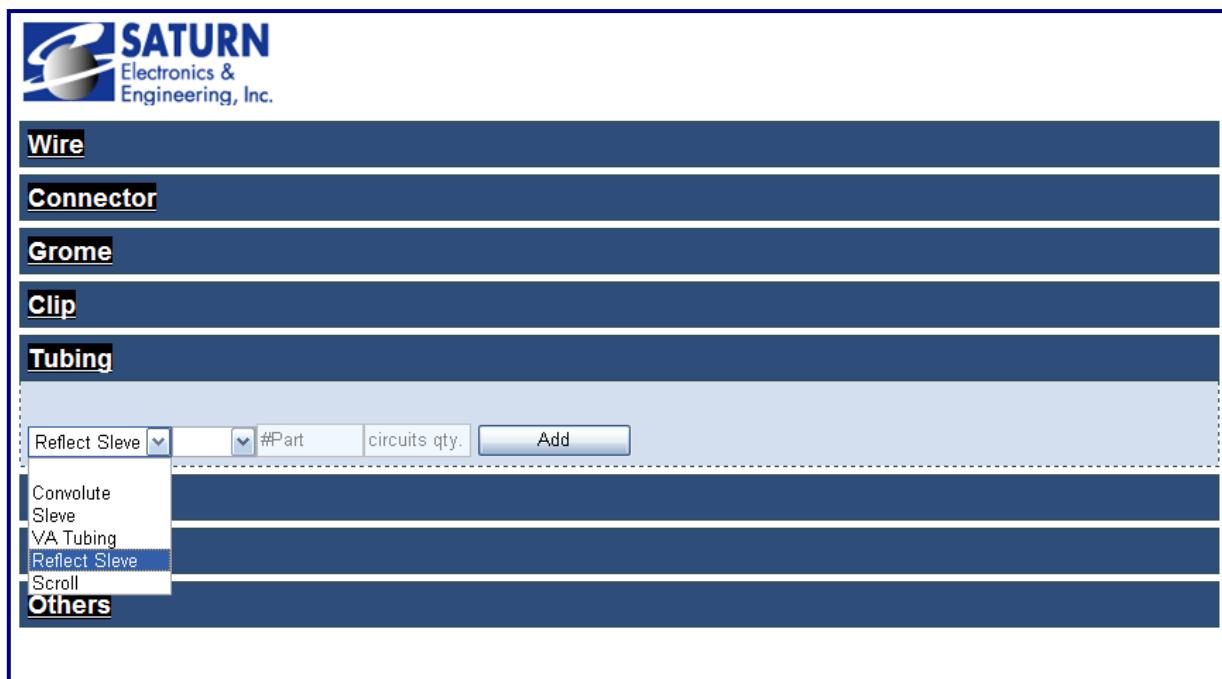 SATURN
Electronics &
Engineering, Inc.
Wire
Connector
Grome
Clip
Tubing
Reflect Sleve #Part circuits qty. Add
Convolute
Sleve
VA Tubing
Reflect Sleve
Scroll
Others